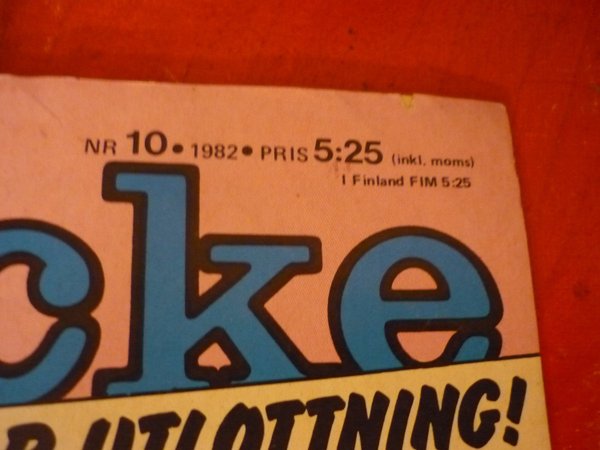 NR 10 • 1982 • PRIS 5:25 (inkl. moms)
I Finland FIM 5:25
cke
UTLOTTNING!